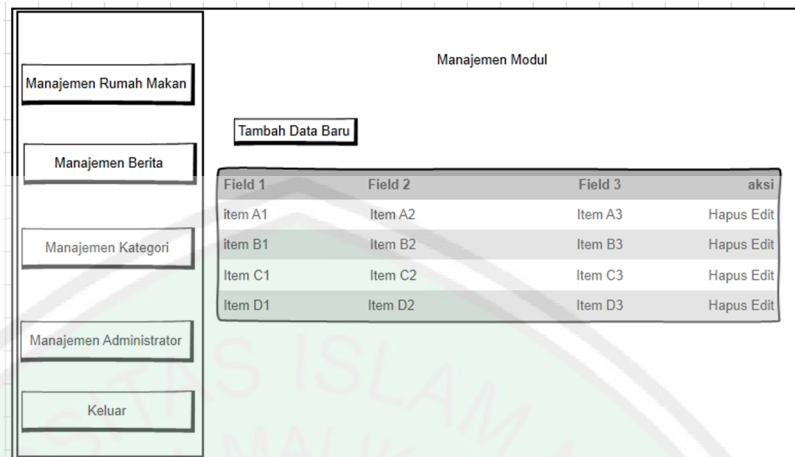 Manajemen Rumah Makan
Manajemen Berita
Manajemen Kategori
Manajemen Administrator
Keluar
Manajemen Modul
Tambah Data Baru
Field 1 Field 2 Field 3 aksi
item A1 Item A2 Item A3 Hapus Edit
item B1 Item B2 Item B3 Hapus Edit
Item C1 Item C2 Item C3 Hapus Edit
Item D1 Item D2 Item D3 Hapus Edit
ISLAM